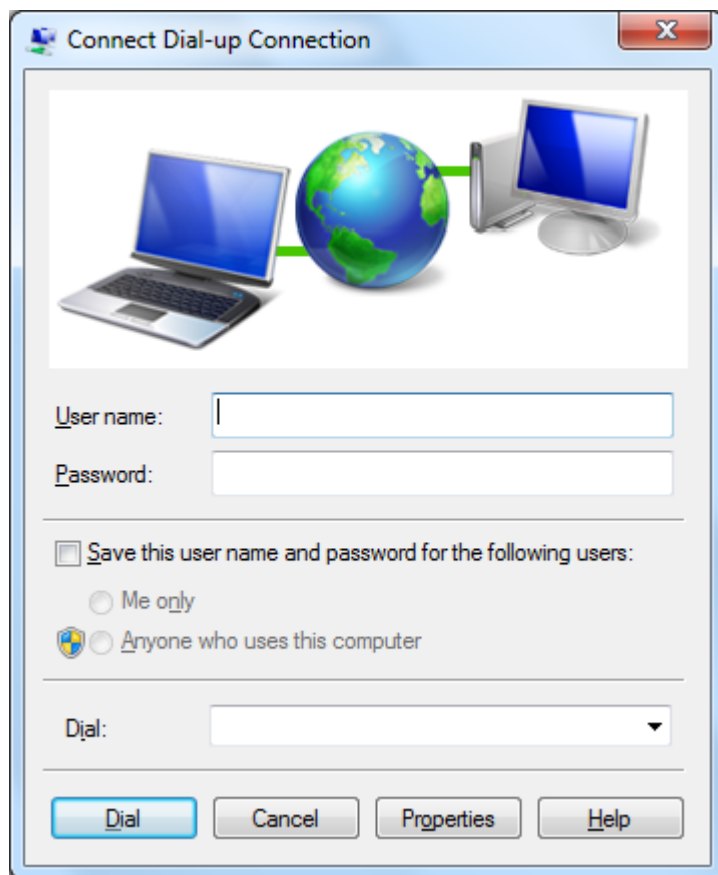 Connect Dial-up Connection
User name:
Password:
Save this user name and password for the following users:
Me only
Anyone who uses this computer
Dial:
Dial Cancel Properties Help